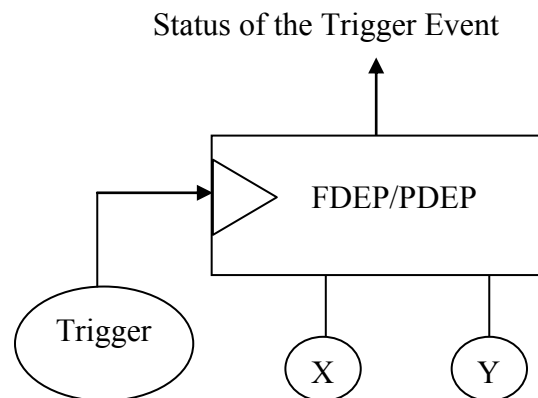 Status of the Trigger Event
FDEP/PDEP
Trigger
X
Y